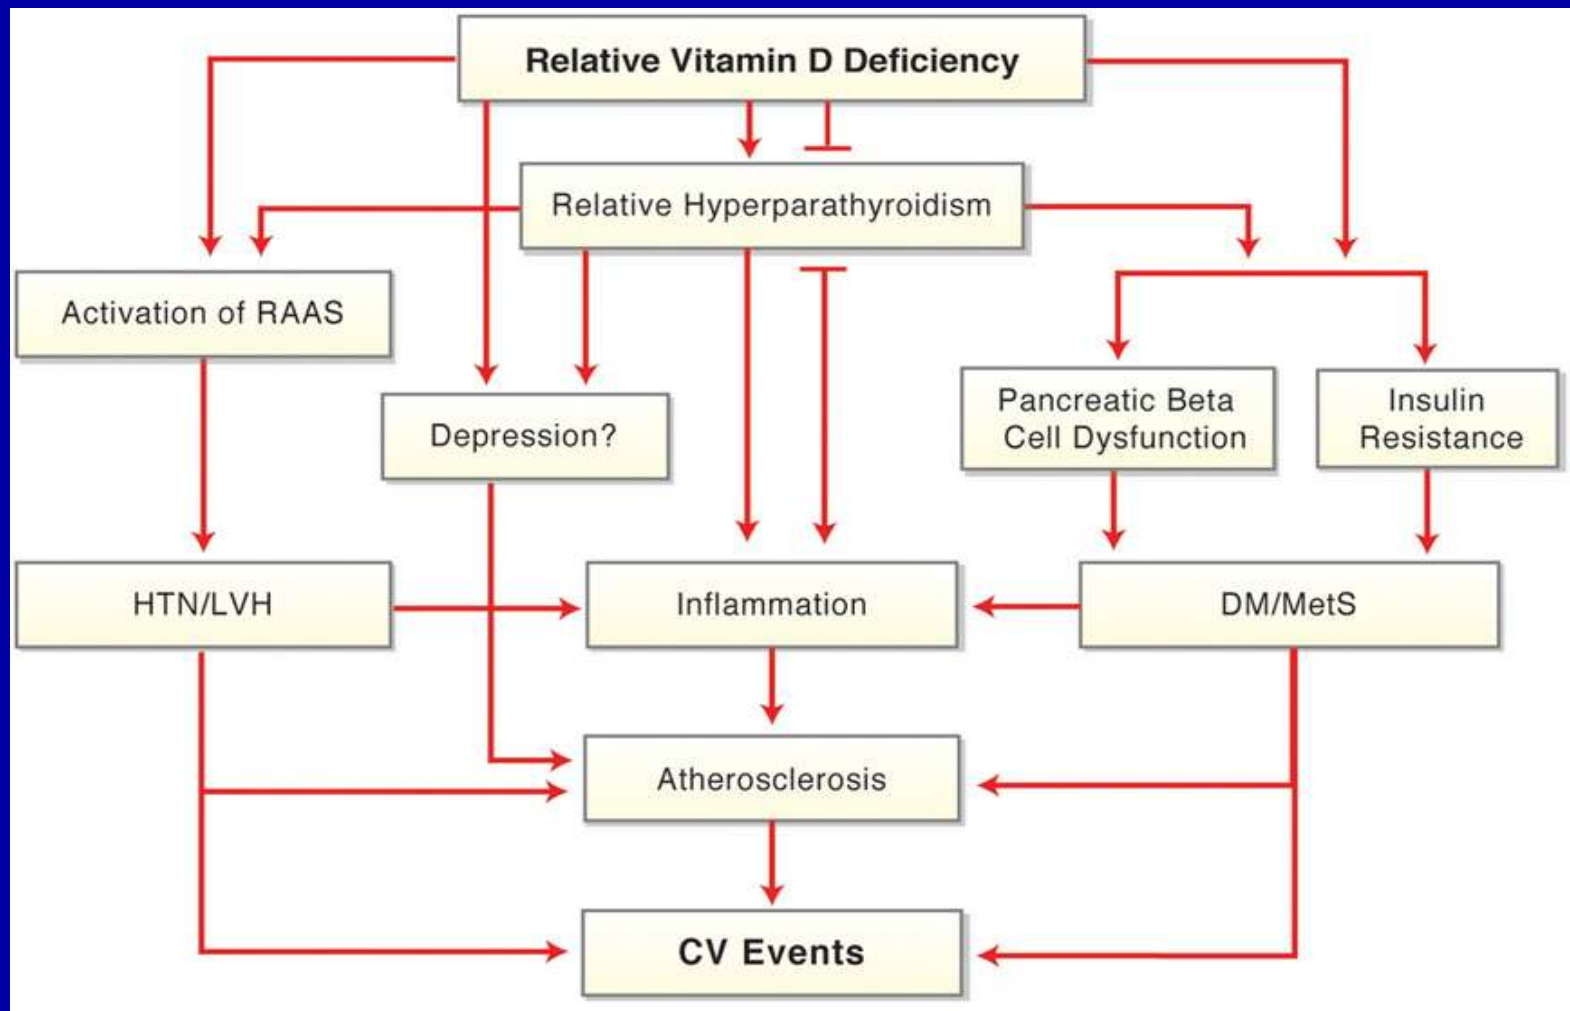 Relative Vitamin D Deficiency
Relative Hyperparathyroidism
Activation of RAAS
Depression?
Pancreatic Beta
Cell Dysfunction
Insulin
Resistance
HTN/LVH
Inflammation
DM/MetS
Atherosclerosis
CV Events